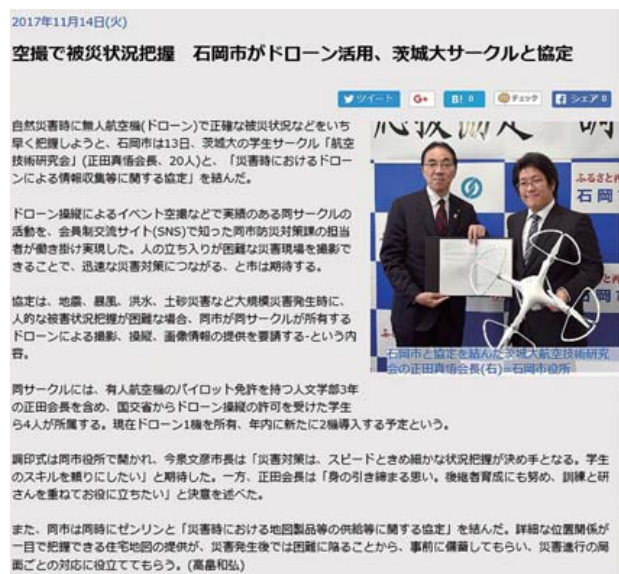 2017年11月14日(火)
空撮で被災状況把握　石岡市がドローン活用、茨城大サークルと協定
ツイート G+ B! 0 チェック シェア 0
自然災害時に無人航空機(ドローン)で正確な被災状況などをいち
早く把握しようと、石岡市は13日、茨城大の学生サークル「航空
技術研究会」(正田真悟会長、20人)と、「災害時におけるドロー
ンによる情報収集等に関する協定」を結んだ。
ドローン操縦によるイベント空撮などで実績のある同サークルの
活動を、会員制交流サイト(SNS)で知った同市防災対策課の担当
者が働き掛け実現した。人の立ち入りが困難な災害現場を撮影で
きることで、迅速な災害対策につながる、と市は期待する。
協定は、地震、暴風、洪水、土砂災害など大規模災害発生時に、
人的な被害状況把握が困難な場合、同市が同サークルが所有する
ドローンによる撮影、操縦、画像情報の提供を要請する-という内
容。
応援協定 調
ふるさと再
石岡
石岡市と協定を結んだ茨城大航空技術研究
会の正田真悟会長(右)=石岡市役所
同サークルには、有人航空機のパイロット免許を持つ人文学部3年
の正田会長を含め、国交省からドローン操縦の許可を受けた学生
ら4人が所属する。現在ドローン1機を所有、年内に新たに2機導入する予定という。
調印式は同市役所で開かれ、今泉文彦市長は「災害対策は、スピードときめ細かな状況把握が決め手となる。学生
のスキルを頼りにしたい」と期待した。一方、正田会長は「身の引き締まる思い。後継者育成にも努め、訓練と研
さんを重ねてお役に立ちたい」と決意を述べた。
また、同市は同時にゼンリンと「災害時における地図製品等の供給等に関する協定」を結んだ。詳細な位置関係が
一目で把握できる住宅地図の提供が、災害発生後では困難に陥ることから、事前に備蓄してもらい、災害進行の局
面ごとの対応に役立ててもらう。(高畠和弘)